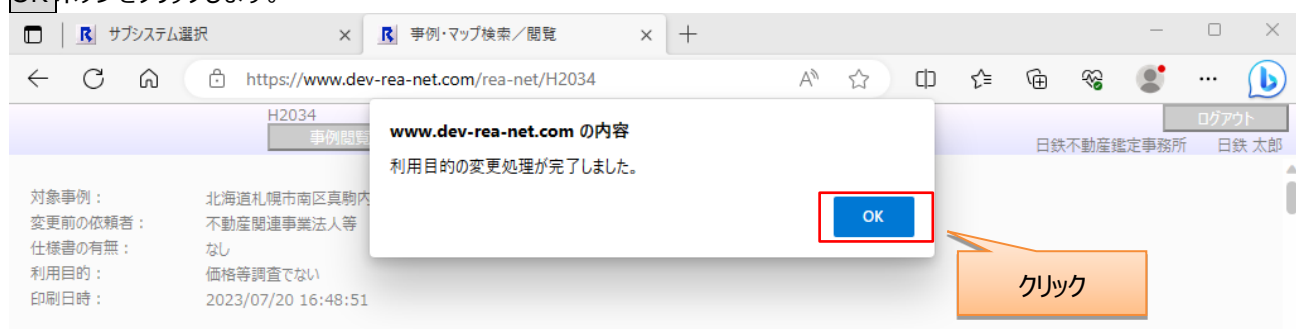 OK ボタンをクリックします。
サブシステム選択
事例・マップ検索／閲覧
https://www.dev-rea-net.com/rea-net/H2034
H2034
事例閲覧
ログアウト
日鉄不動産鑑定事務所 日鉄 太郎
www.dev-rea-net.com の内容
利用目的の変更処理が完了しました。
OK
クリック
対象事例： 北海道札幌市南区真駒内
変更前の依頼者： 不動産関連事業法人等
仕様書の有無： なし
利用目的： 価格等調査でない
印刷日時： 2023/07/20 16:48:51